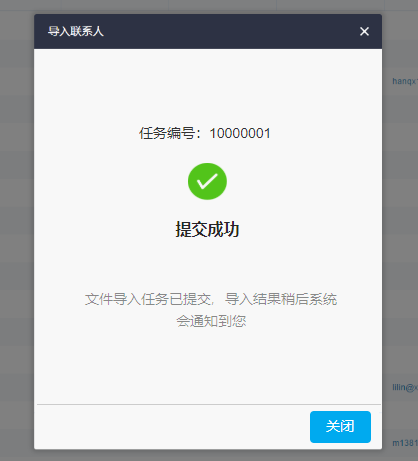 导入联系人
hanqx
任务编号：10000001
提交成功
文件导入任务已提交，导入结果稍后系统
会通知到您
lilin@
关闭
m1381